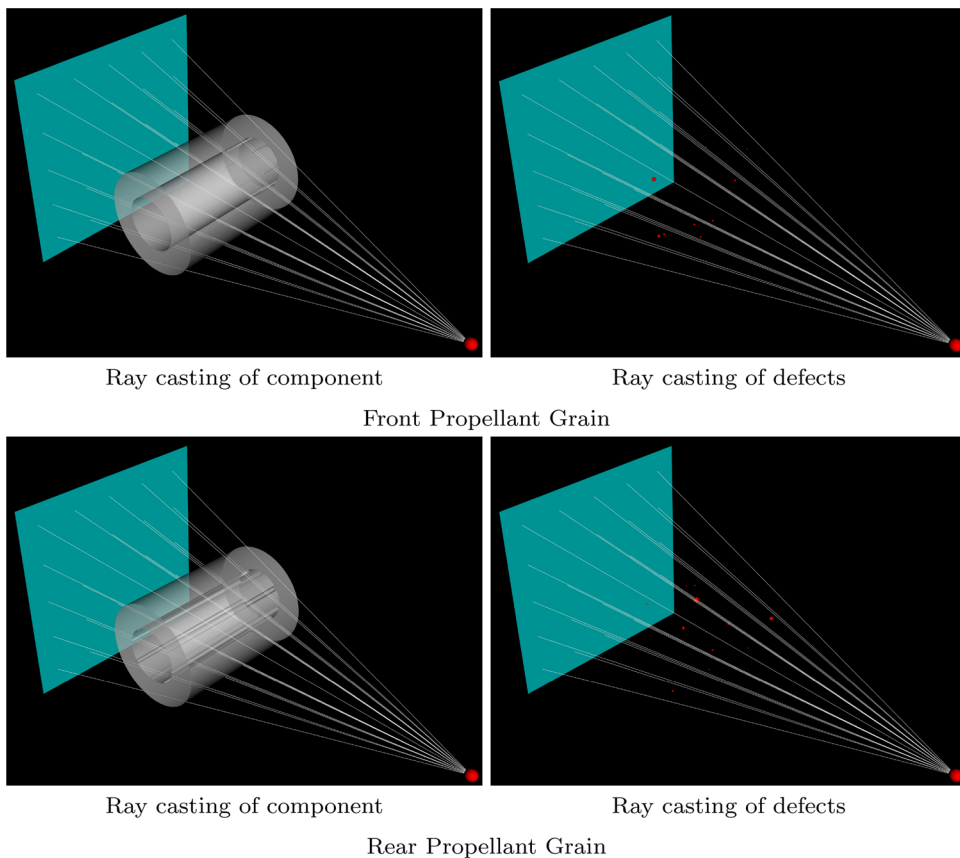 Ray casting of component
Ray casting of defects
Front Propellant Grain
Ray casting of component
Ray casting of defects
Rear Propellant Grain